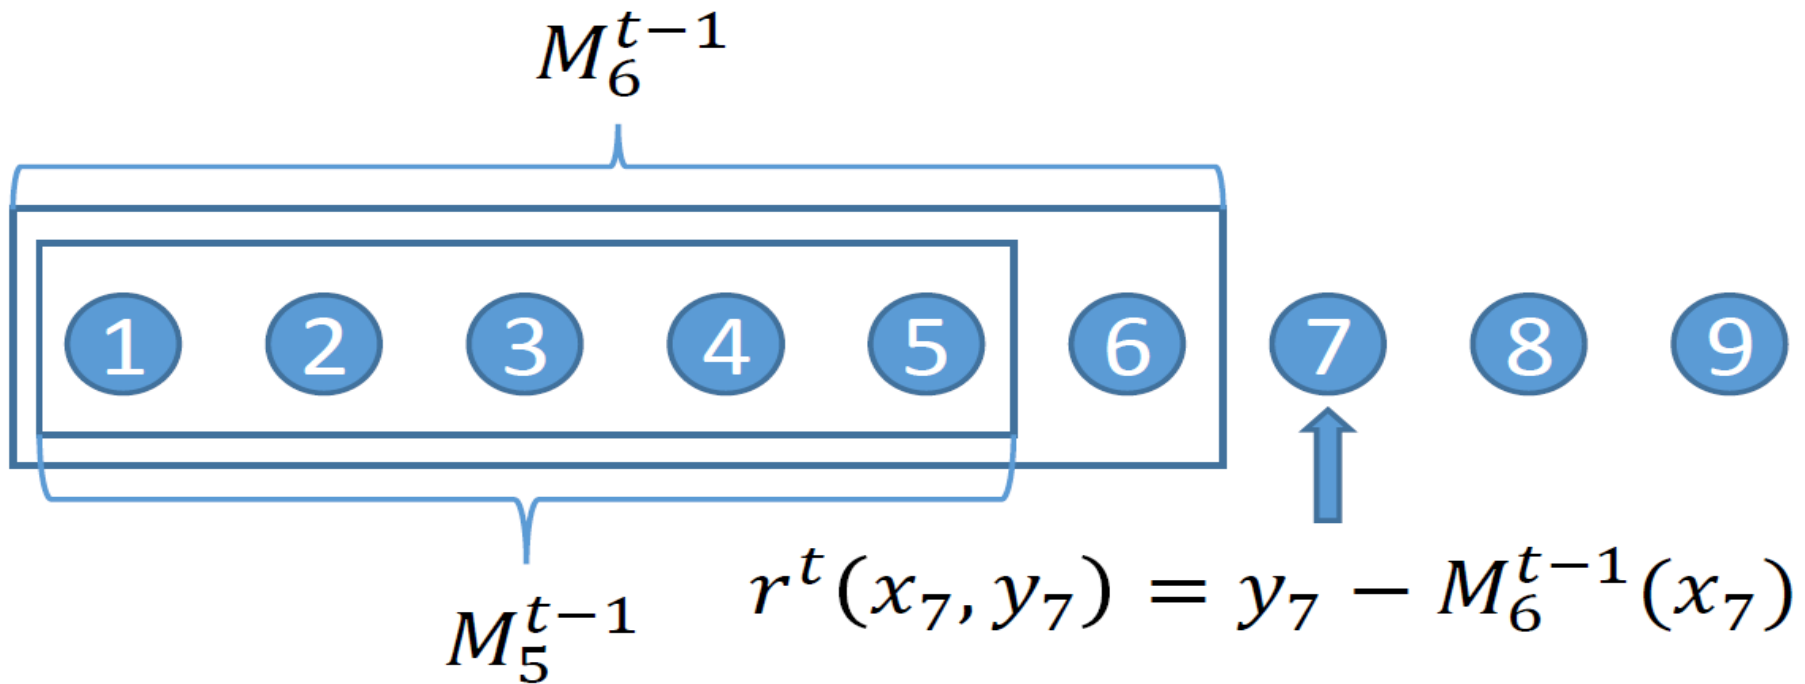 M_6^{t-1}
1 2 3 4 5 6 7 8 9
M_5^{t-1}
r^t(x_7, y_7) = y_7 - M_6^{t-1}(x_7)